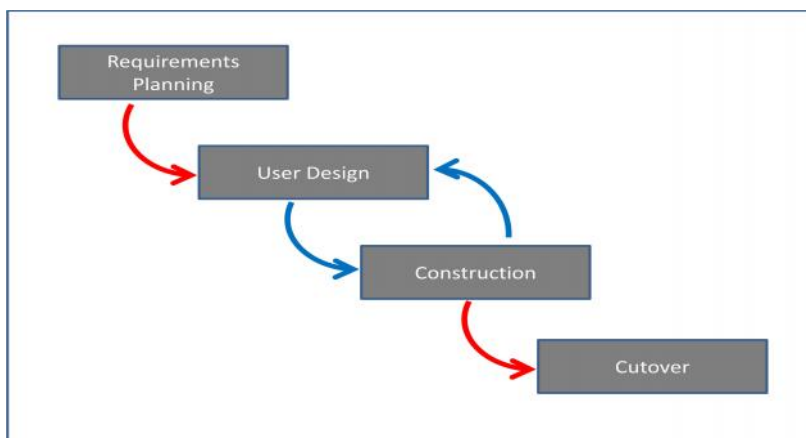 Requirements
Planning
User Design
Construction
Cutover